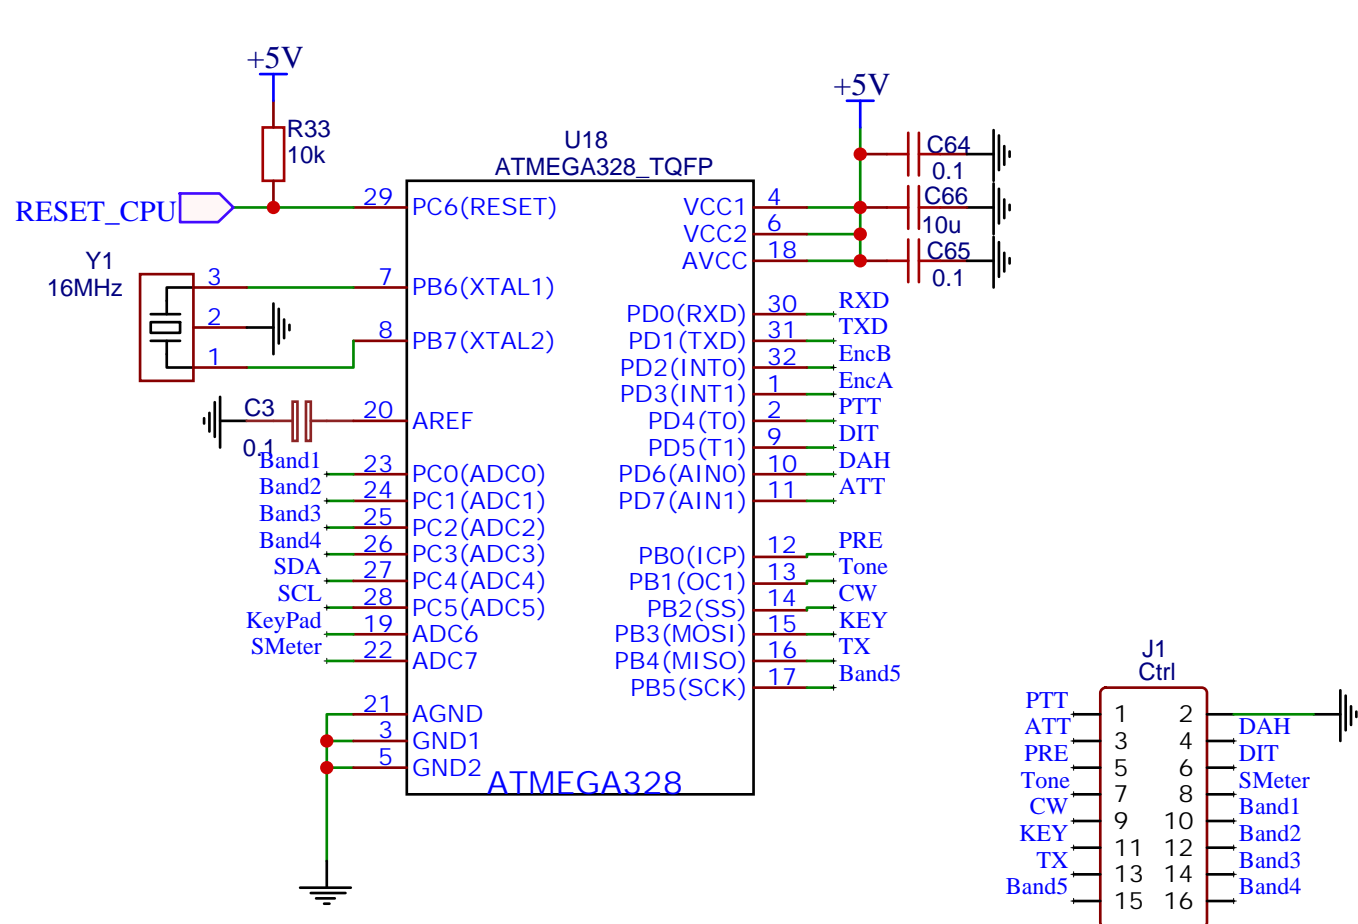 +5V
R33
10k
RESET_CPU
Y1
16MHz
3
2
1
C3
0.1
U18
ATMEGA328_TQFP
29 PC6(RESET)
7 PB6(XTAL1)
8 PB7(XTAL2)
20 AREF
Band1 23 PC0(ADC0)
Band2 24 PC1(ADC1)
Band3 25 PC2(ADC2)
Band4 26 PC3(ADC3)
SDA 27 PC4(ADC4)
SCL 28 PC5(ADC5)
KeyPad 19 ADC6
SMeter 22 ADC7
21 AGND
3 GND1
5 GND2
ATMEGA328
+5V
VCC1 4
VCC2 6
AVCC 18
C64
0.1
C66
10u
C65
0.1
PD0(RXD) 30 RXD
PD1(TXD) 31 TXD
PD2(INT0) 32 EncB
PD3(INT1) 1 EncA
PD4(T0) 2 PTT
PD5(T1) 9 DIT
PD6(AIN0) 10 DAH
PD7(AIN1) 11 ATT
PB0(ICP) 12 PRE
PB1(OC1) 13 Tone
PB2(SS) 14 CW
PB3(MOSI) 15 KEY
PB4(MISO) 16 TX
PB5(SCK) 17 Band5
J1
Ctrl
PTT 1 2
ATT 3 4 DAH
PRE 5 6 DIT
Tone 7 8 SMeter
CW 9 10 Band1
KEY 11 12 Band2
TX 13 14 Band3
Band5 15 16 Band4